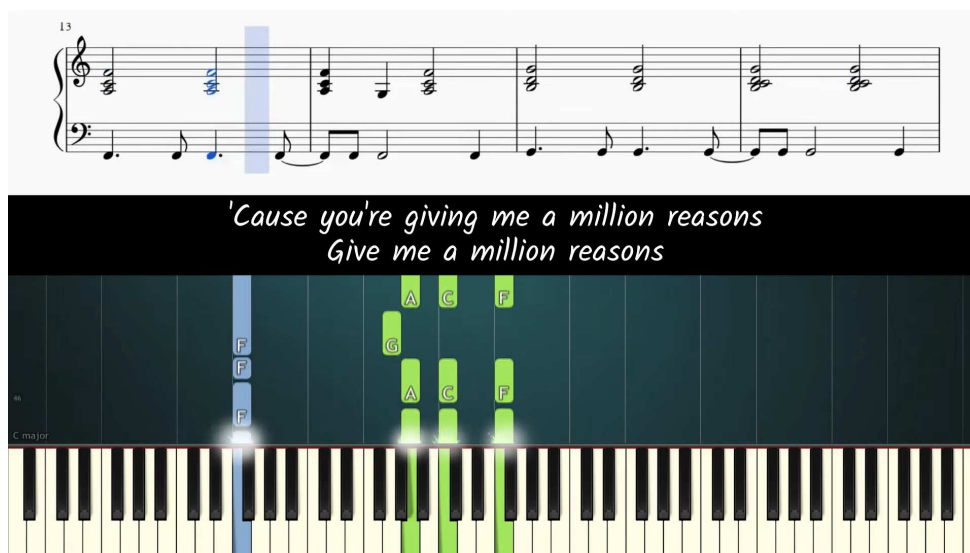 13
'Cause you're giving me a million reasons
Give me a million reasons
A C F
F G
F
A C F
F
C major